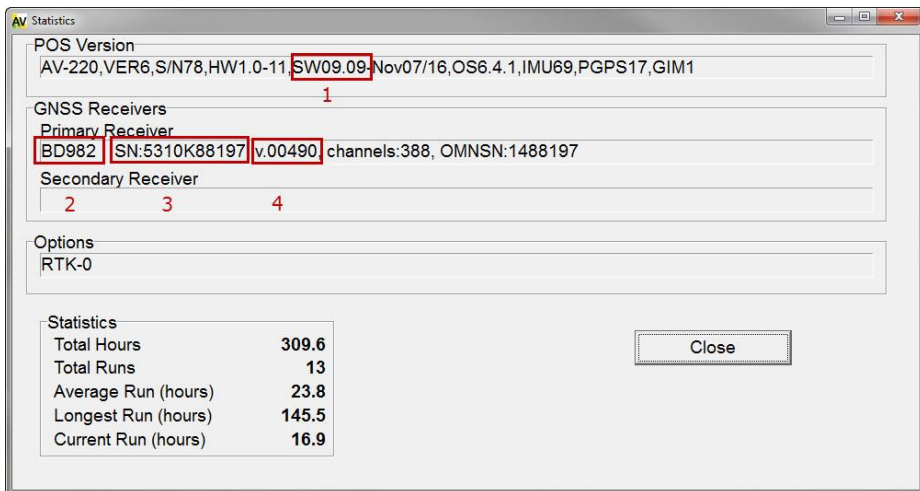 AV Statistics
POS Version
AV-220,VER6,S/N78,HW1.0-11,SW09.09-Nov07/16,OS6.4.1,IMU69,PGPS17,GIM1
1
GNSS Receivers
Primary Receiver
BD982 SN:5310K88197 v.00490, channels:388, OMNSN:1488197
Secondary Receiver
2 3 4
Options
RTK-0
Statistics
Total Hours 309.6
Total Runs 13
Average Run (hours) 23.8
Longest Run (hours) 145.5
Current Run (hours) 16.9
Close